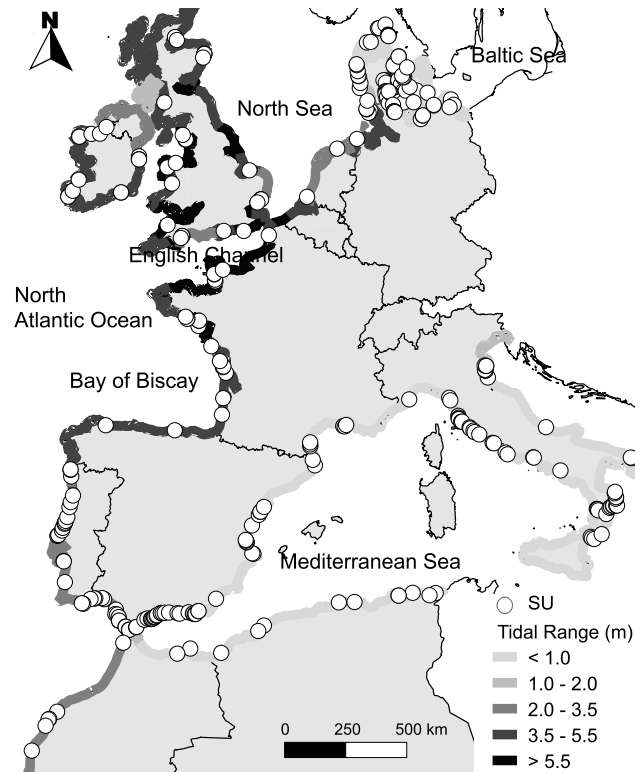 N
Baltic Sea
North Sea
English Channel
North
Atlantic Ocean
Bay of Biscay
Mediterranean Sea
SU
Tidal Range (m)
< 1.0
1.0 - 2.0
2.0 - 3.5
3.5 - 5.5
> 5.5
0 250 500 km